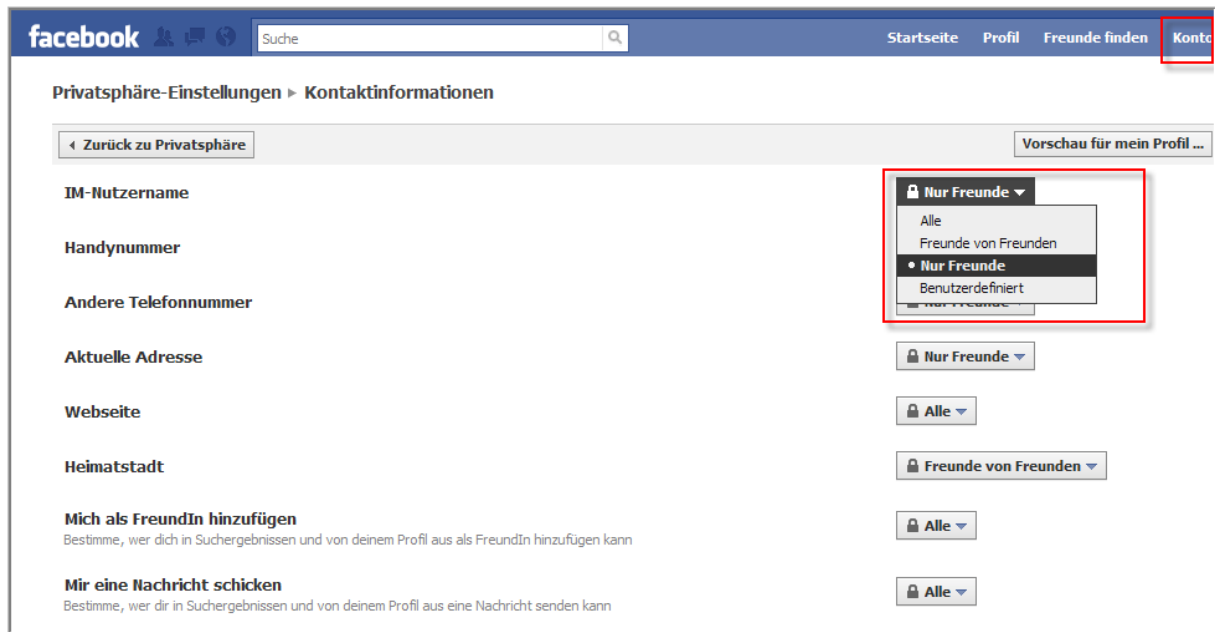 facebook Suche Startseite Profil Freunde finden Konto
Privatsphäre-Einstellungen ▸ Kontaktinformationen
Zurück zu Privatsphäre Vorschau für mein Profil ...
IM-Nutzername Nur Freunde
Alle
Freunde von Freunden
Handynummer
• Nur Freunde
Benutzerdefiniert
Andere Telefonnummer Nur Freunde
Aktuelle Adresse Nur Freunde
Webseite Alle
Heimatstadt Freunde von Freunden
Mich als FreundIn hinzufügen Alle
Bestimme, wer dich in Suchergebnissen und von deinem Profil aus als FreundIn hinzufügen kann
Mir eine Nachricht schicken Alle
Bestimme, wer dir in Suchergebnissen und von deinem Profil aus eine Nachricht senden kann